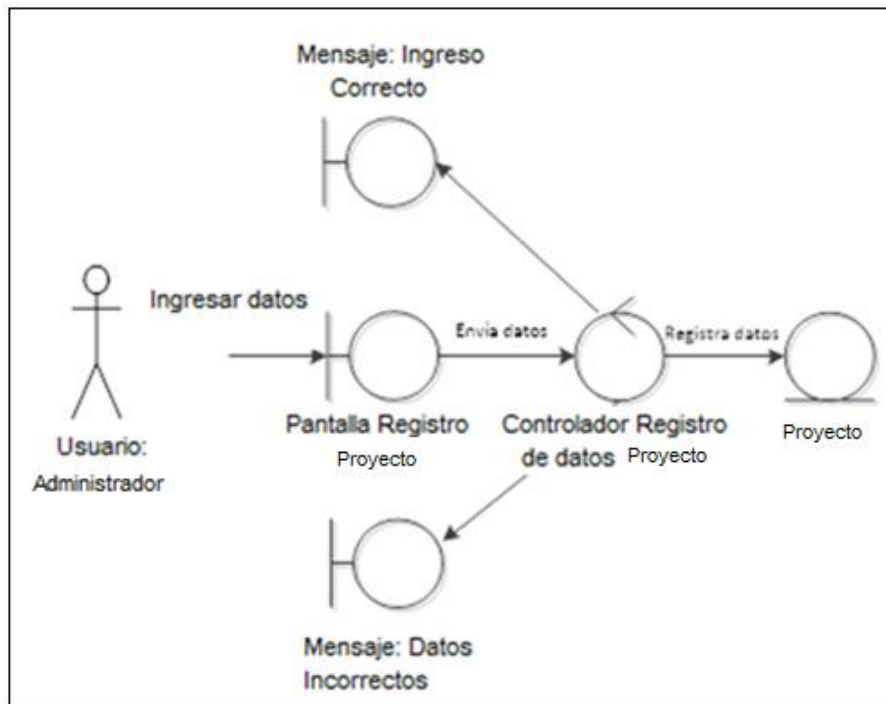 Mensaje: Ingreso
Correcto
Ingresar datos
Envia datos
Registra datos
Usuario:
Administrador
Pantalla Registro
Proyecto
Controlador Registro
de datos Proyecto
Proyecto
Mensaje: Datos
Incorrectos